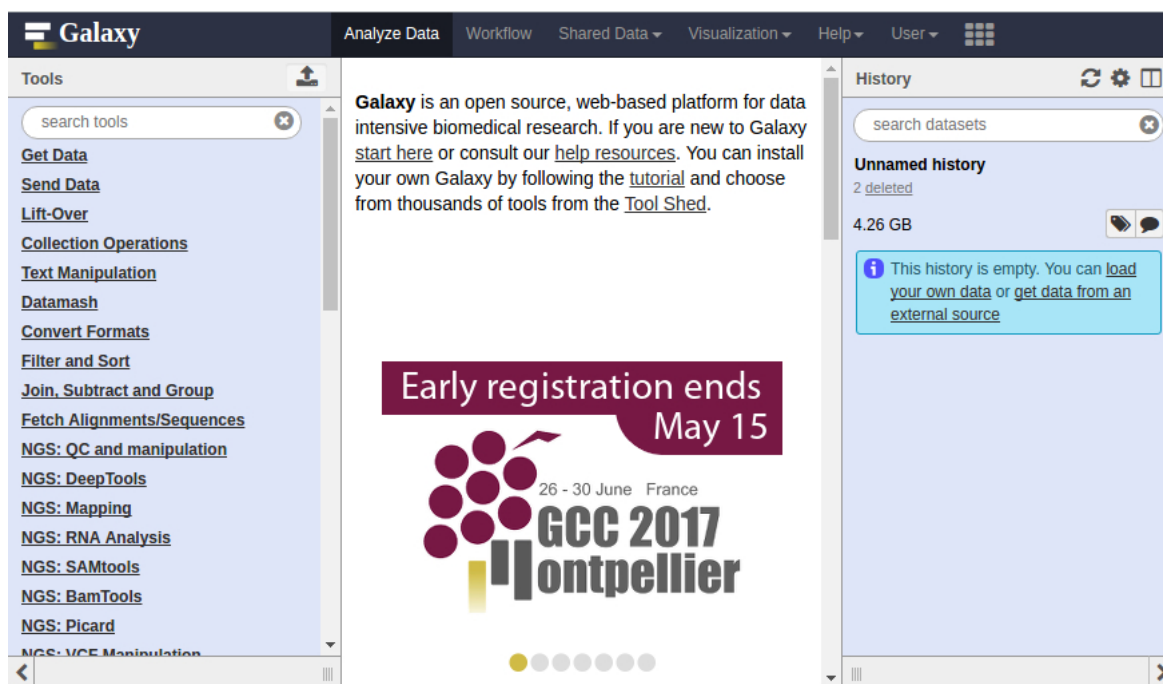 Galaxy
Analyze Data Workflow Shared Data Visualization Help User
Tools
search tools
Get Data
Send Data
Lift-Over
Collection Operations
Text Manipulation
Datamash
Convert Formats
Filter and Sort
Join, Subtract and Group
Fetch Alignments/Sequences
NGS: QC and manipulation
NGS: DeepTools
NGS: Mapping
NGS: RNA Analysis
NGS: SAMtools
NGS: BamTools
NGS: Picard
NGS: VCF Manipulation
Galaxy is an open source, web-based platform for data
intensive biomedical research. If you are new to Galaxy
start here or consult our help resources. You can install
your own Galaxy by following the tutorial and choose
from thousands of tools from the Tool Shed.
Early registration ends
May 15
26 - 30 June France
GCC 2017
Montpellier
History
search datasets
Unnamed history
2 deleted
4.26 GB
This history is empty. You can load
your own data or get data from an
external source